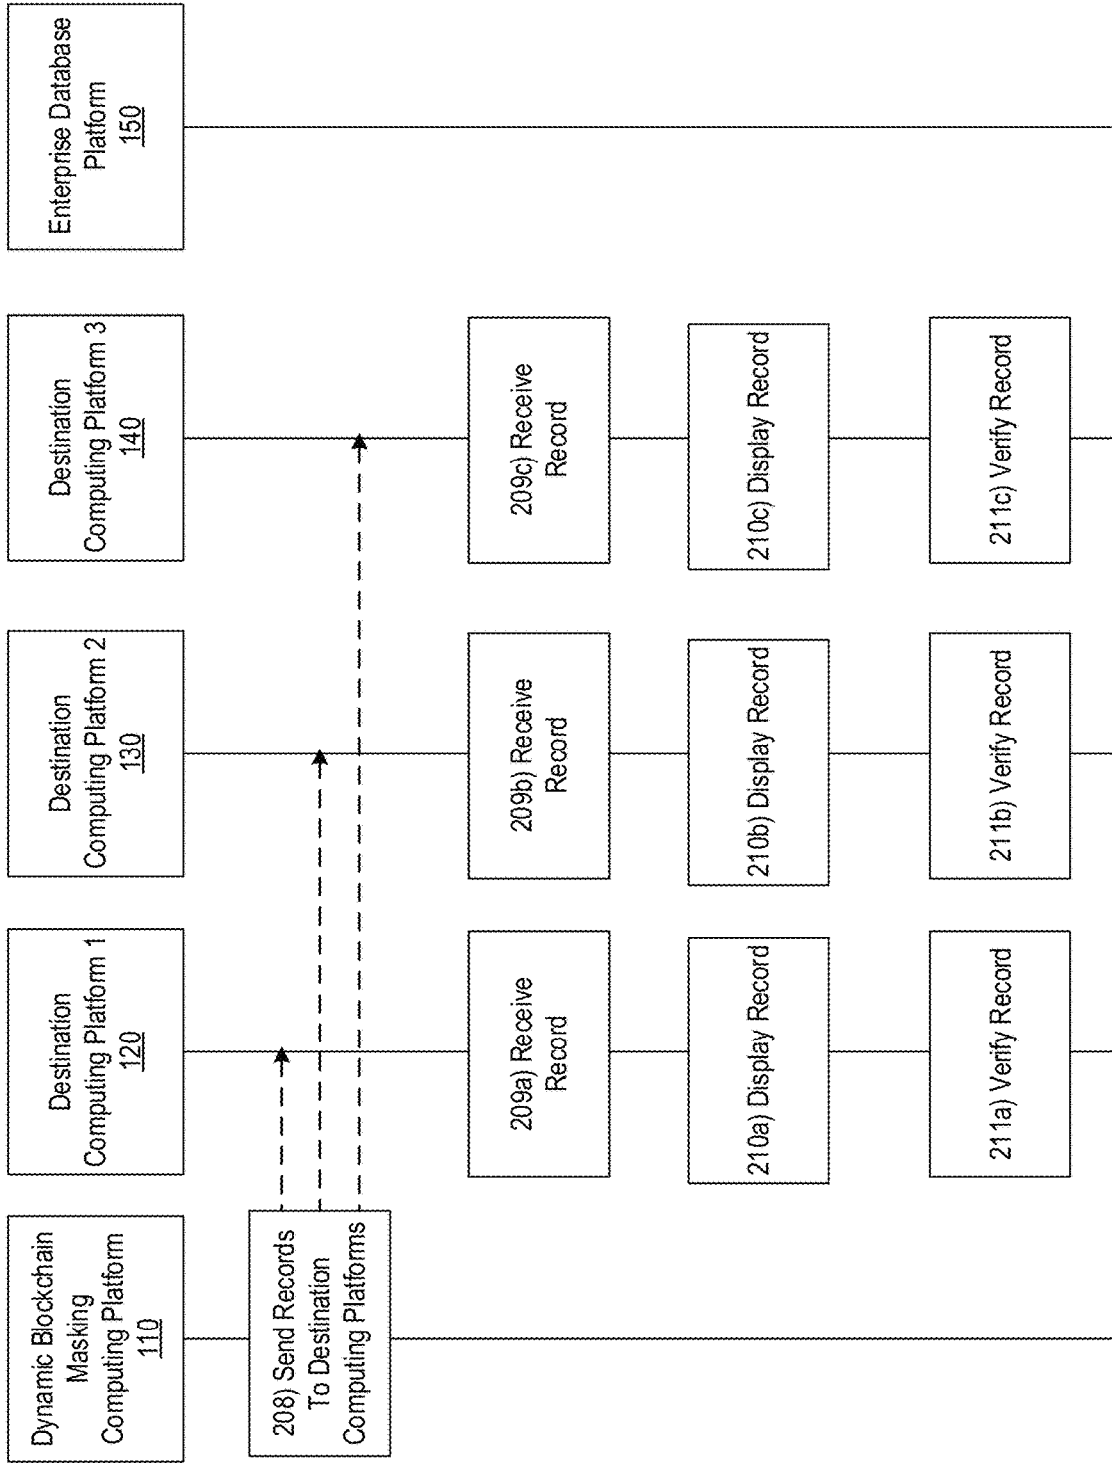 Dynamic Blockchain
Masking
Computing Platform
110
Destination
Computing Platform 1
120
Destination
Computing Platform 2
130
Destination
Computing Platform 3
140
Enterprise Database
Platform
150
208) Send Records
To Destination
Computing Platforms
209a) Receive
Record
209b) Receive
Record
209c) Receive
Record
210a) Display Record
210b) Display Record
210c) Display Record
211a) Verify Record
211b) Verify Record
211c) Verify Record